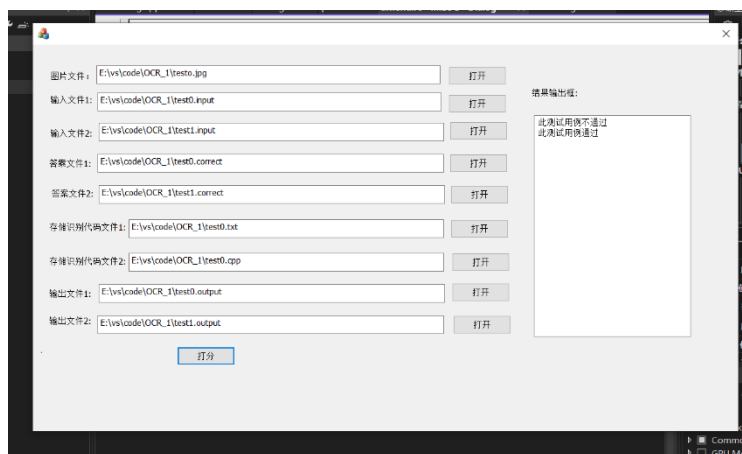 图片文件: E:\vs\code\OCR_1\testo.jpg 打开
输入文件1: E:\vs\code\OCR_1\test0.input 打开
输入文件2: E:\vs\code\OCR_1\test1.input 打开
答案文件1: E:\vs\code\OCR_1\test0.correct 打开
答案文件2: E:\vs\code\OCR_1\test1.correct 打开
存储识别代码文件1: E:\vs\code\OCR_1\test0.txt 打开
存储识别代码文件2: E:\vs\code\OCR_1\test0.cpp 打开
输出文件1: E:\vs\code\OCR_1\test0.output 打开
输出文件2: E:\vs\code\OCR_1\test1.output 打开
打分
结果输出框:
此测试用例不通过
此测试用例通过